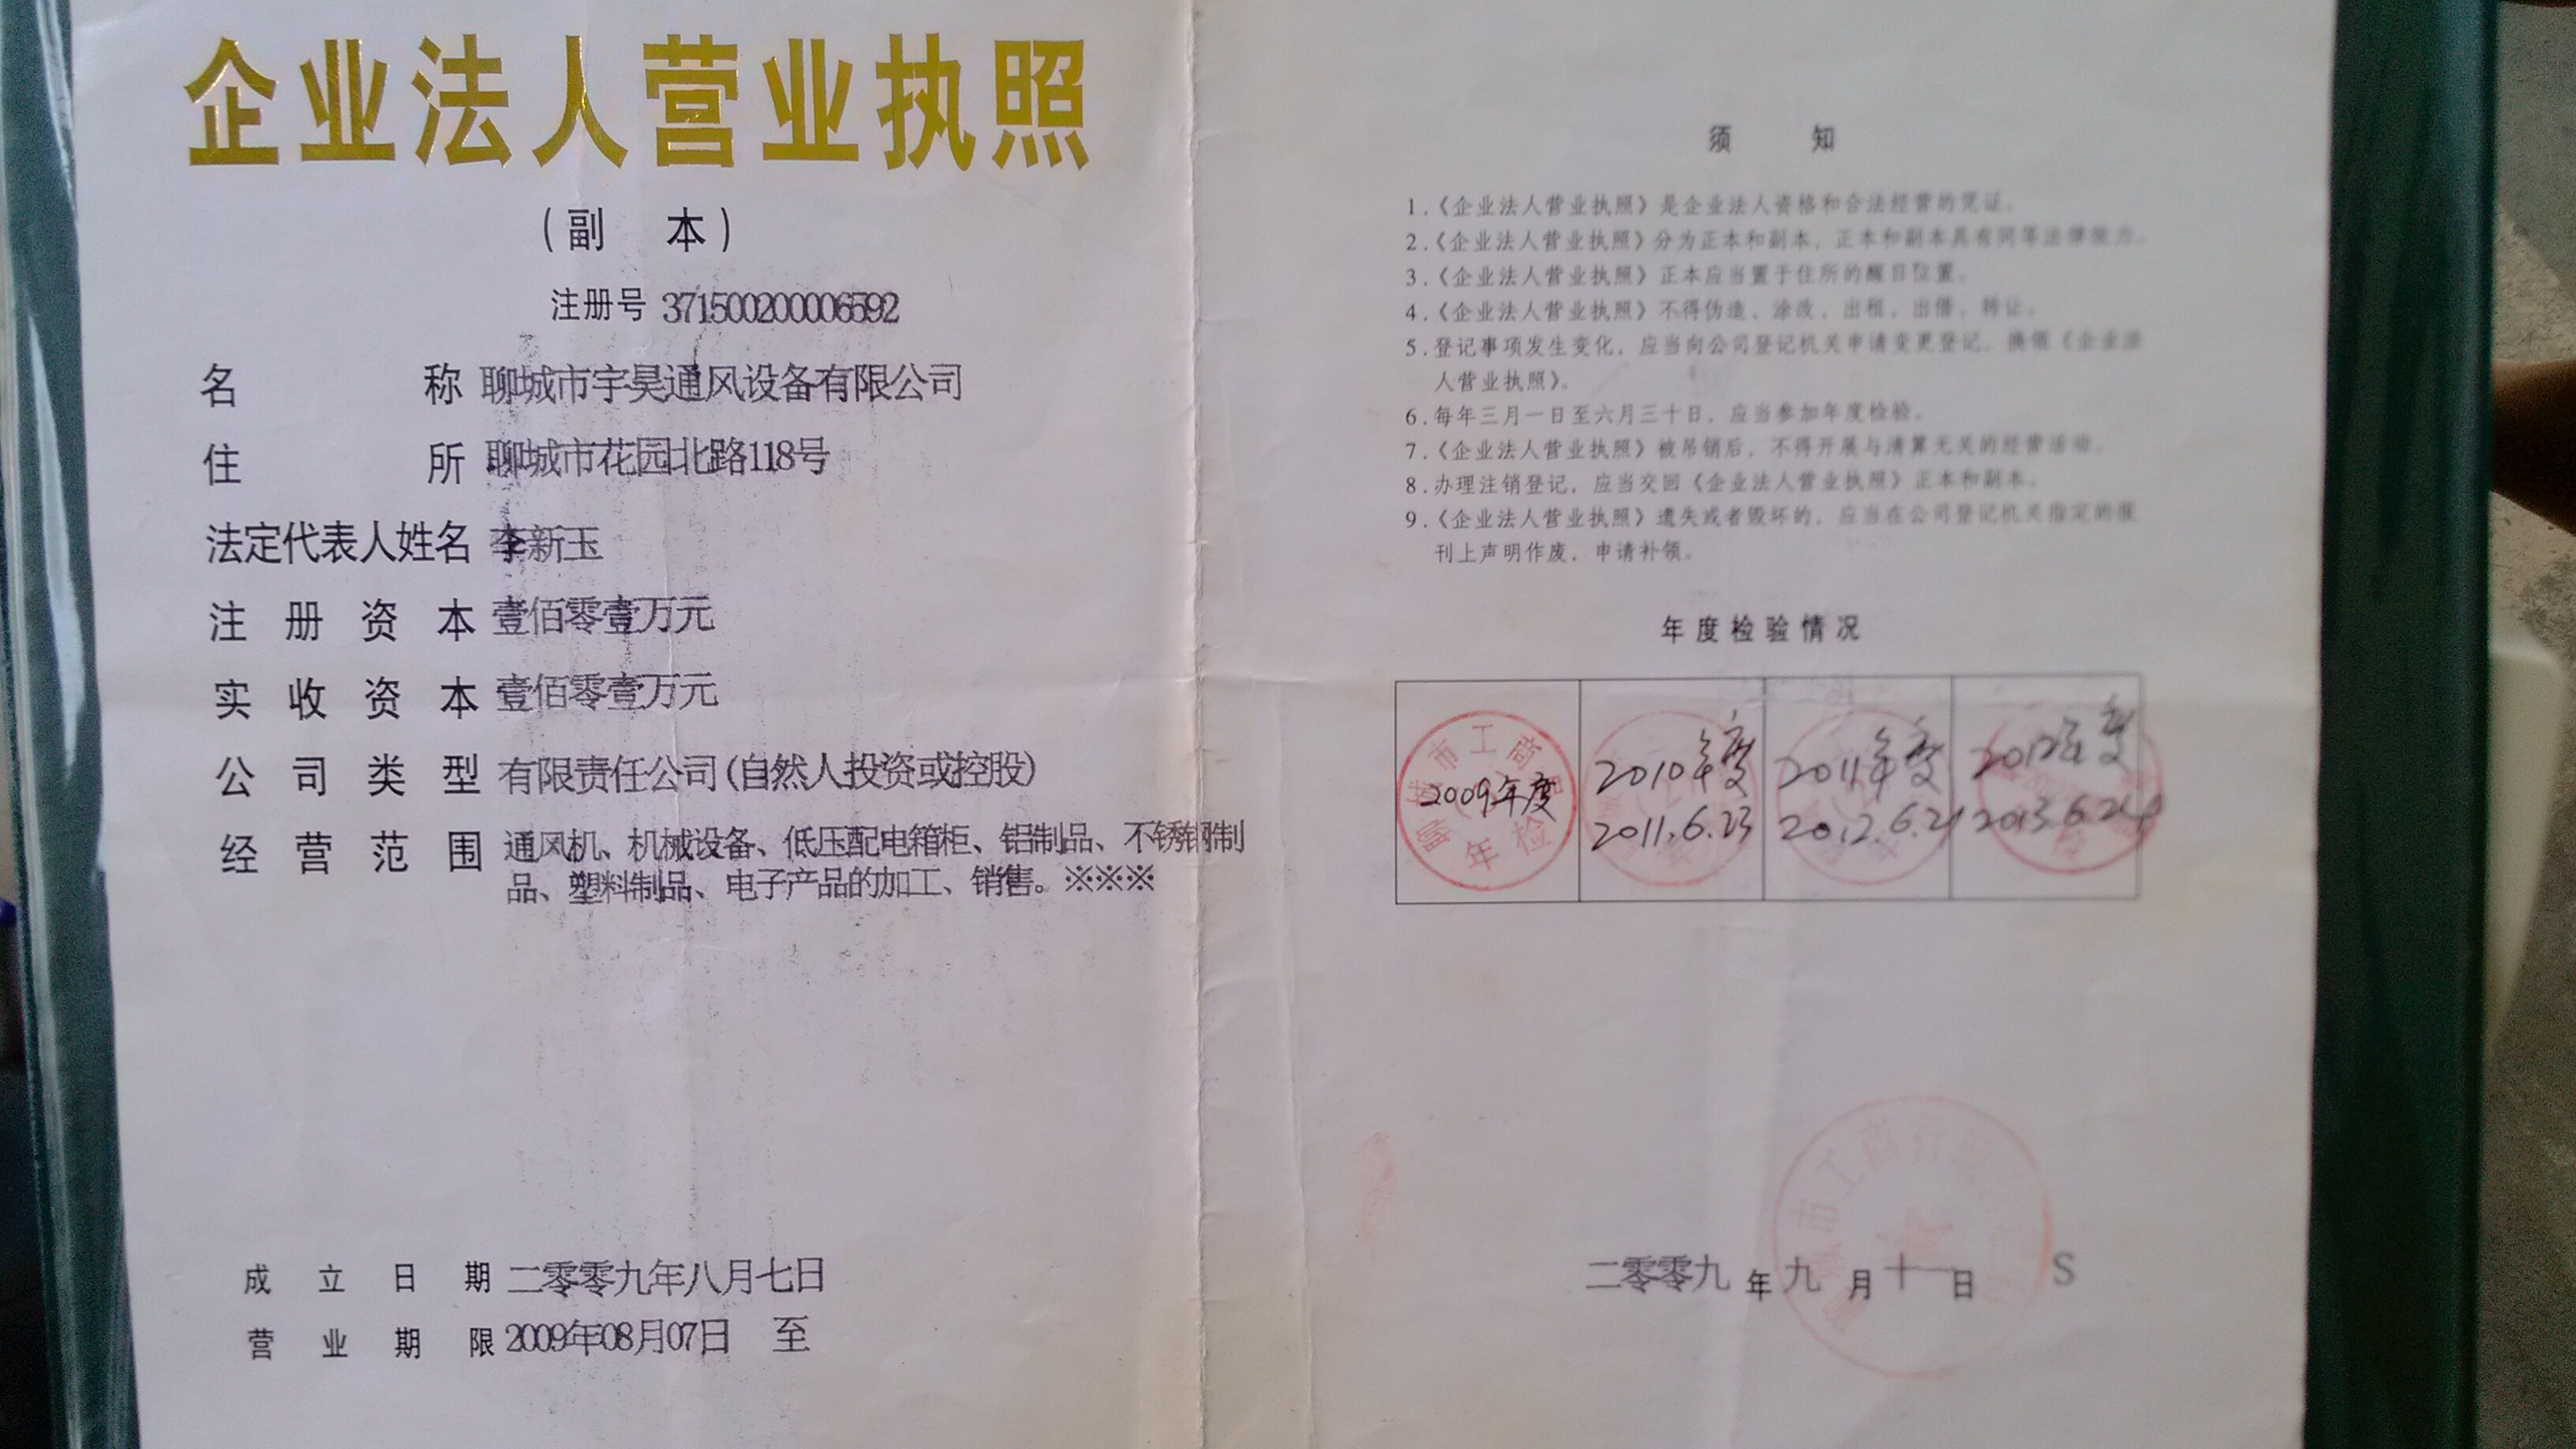 企业法人营业执照
(副 本)
注册号 371500200006592
名 称 聊城市宇昊通风设备有限公司
住 所 聊城市花园北路118号
法定代表人姓名 李新玉
注册资本 壹佰零壹万元
实收资本 壹佰零壹万元
公司类型 有限责任公司(自然人投资或控股)
经营范围 通风机、机械设备、低压配电箱柜、铝制品、不锈钢制
品、塑料制品、电子产品的加工、销售。※※※
成立日期 二零零九年八月七日
营业期限 2009年08月07日 至
须 知
1.《企业法人营业执照》是企业法人资格和合法经营的凭证。
2.《企业法人营业执照》分为正本和副本，正本和副本具有同等法律效力。
3.《企业法人营业执照》正本应当置于住所的醒目位置。
4.《企业法人营业执照》不得伪造、涂改、出租、出借、转让。
5.登记事项发生变化，应当向公司登记机关申请变更登记，换领《企业法
人营业执照》。
6.每年三月一日至六月三十日，应当参加年度检验。
7.《企业法人营业执照》被吊销后，不得开展与清算无关的经营活动。
8.办理注销登记，应当交回《企业法人营业执照》正本和副本。
9.《企业法人营业执照》遗失或者毁坏的，应当在公司登记机关指定的报
刊上声明作废，申请补领。
年度检验情况
市工商
2009年度
年检
2010年度
2011.6.23
2011年度
2012.6.21
2012年度
2013.6.24
市工商行
二零零九年九月十一日 S